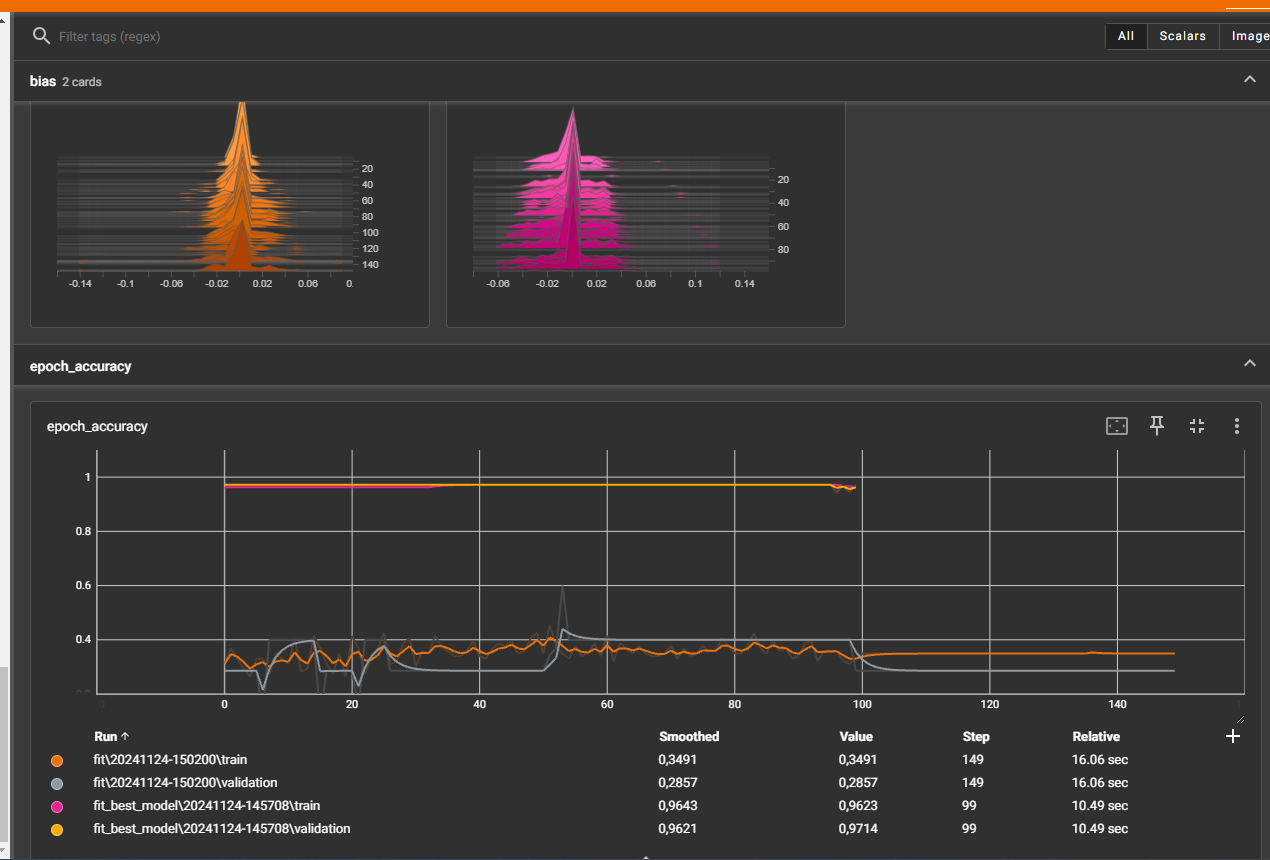 Filter tags (regex)
All Scalars Image
bias 2 cards
20
40
60
80
100
120
140
-0.14 -0.1 -0.06 -0.02 0.02 0.06 0.
20
40
60
80
-0.06 -0.02 0.02 0.06 0.1 0.14
epoch_accuracy
epoch_accuracy
1
0.8
0.6
0.4
0.2
0 20 40 60 80 100 120 140
Run ↑ Smoothed Value Step Relative
fit\20241124-150200\train 0,3491 0,3491 149 16.06 sec
fit\20241124-150200\validation 0,2857 0,2857 149 16.06 sec
fit_best_model\20241124-145708\train 0,9643 0,9623 99 10.49 sec
fit_best_model\20241124-145708\validation 0,9621 0,9714 99 10.49 sec